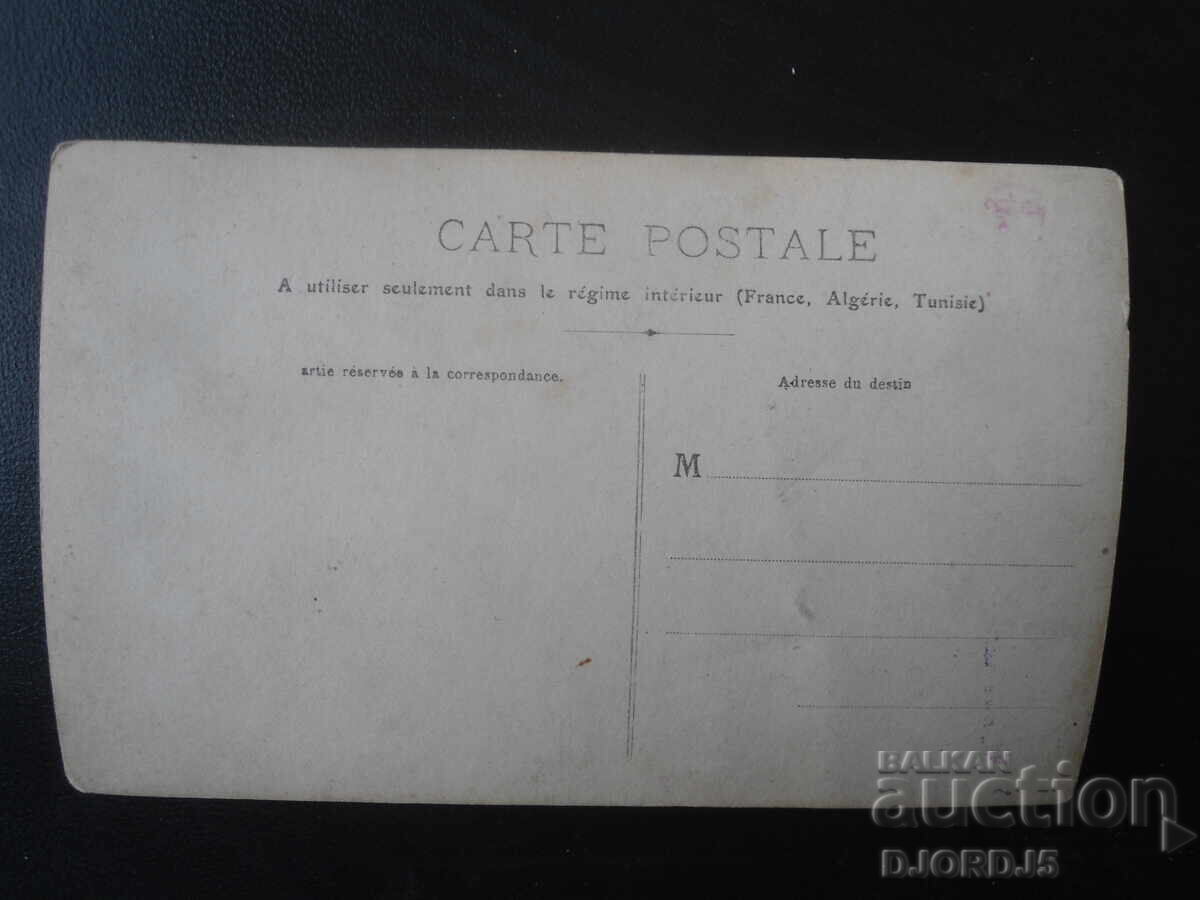 CARTE POSTALE
A utiliser seulement dans le régime intérieur (France, Algérie, Tunisie)
artie réservée à la correspondance.
Adresse du destin
M
BALKAN
auction
DJORDJ5